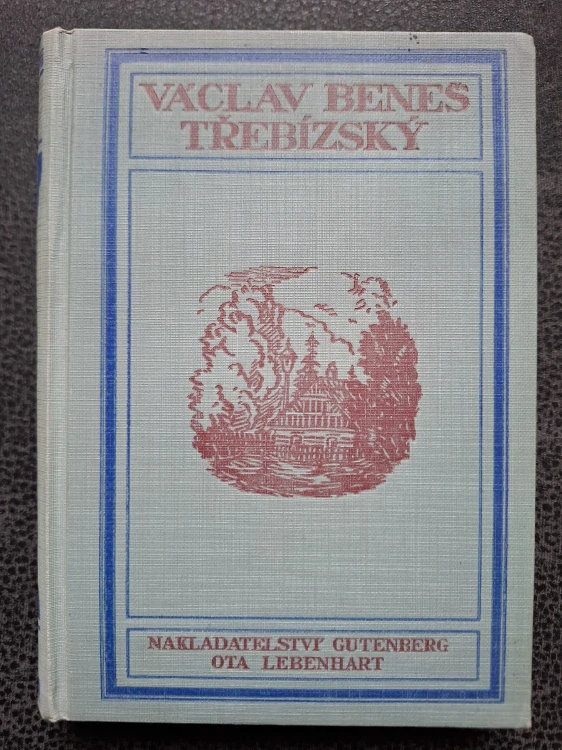 VÁCLAV BENEŠ
TŘEBÍZSKÝ
NAKLADATELSTVÍ GUTENBERG
OTA LEBENHART